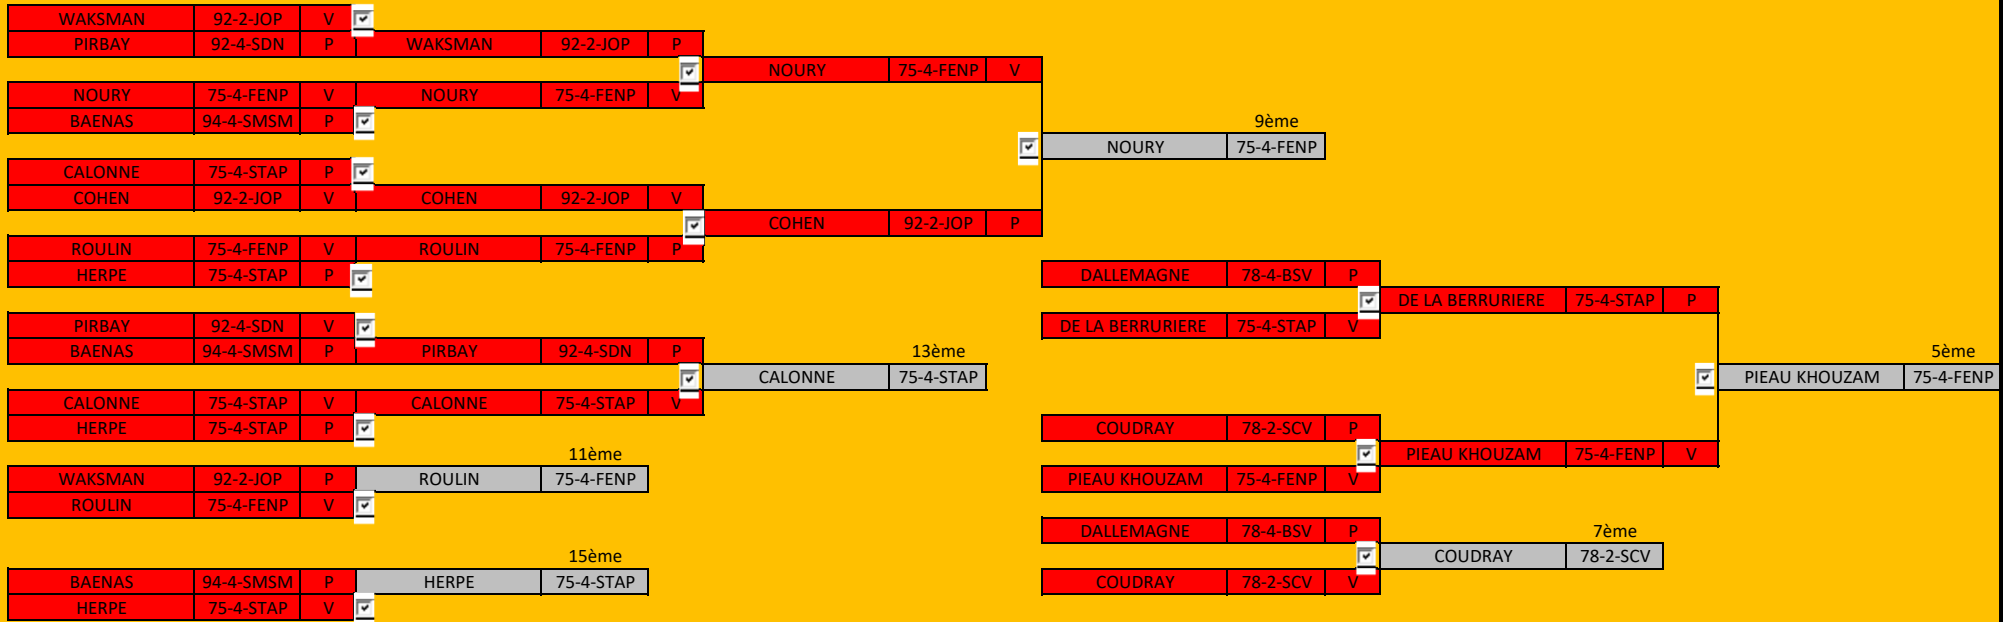 WAKSMAN 92-2-JOP V
PIRBAY 92-4-SDN P WAKSMAN 92-2-JOP P
NOURY 75-4-FENP V
NOURY 75-4-FENP V NOURY 75-4-FENP V
BAENAS 94-4-SMSM P 9ème
NOURY 75-4-FENP
CALONNE 75-4-STAP P
COHEN 92-2-JOP V COHEN 92-2-JOP V
COHEN 92-2-JOP P
ROULIN 75-4-FENP V ROULIN 75-4-FENP P
HERPE 75-4-STAP P DALLEMAGNE 78-4-BSV P
DE LA BERRURIERE 75-4-STAP P
PIRBAY 92-4-SDN V DE LA BERRURIERE 75-4-STAP V
BAENAS 94-4-SMSM P PIRBAY 92-4-SDN P 13ème 5ème
CALONNE 75-4-STAP PIEAU KHOUZAM 75-4-FENP
CALONNE 75-4-STAP V CALONNE 75-4-STAP V
HERPE 75-4-STAP P COUDRAY 78-2-SCV P
11ème PIEAU KHOUZAM 75-4-FENP V
WAKSMAN 92-2-JOP P ROULIN 75-4-FENP PIEAU KHOUZAM 75-4-FENP V
ROULIN 75-4-FENP V
DALLEMAGNE 78-4-BSV P 7ème
15ème COUDRAY 78-2-SCV
BAENAS 94-4-SMSM P HERPE 75-4-STAP COUDRAY 78-2-SCV V
HERPE 75-4-STAP V